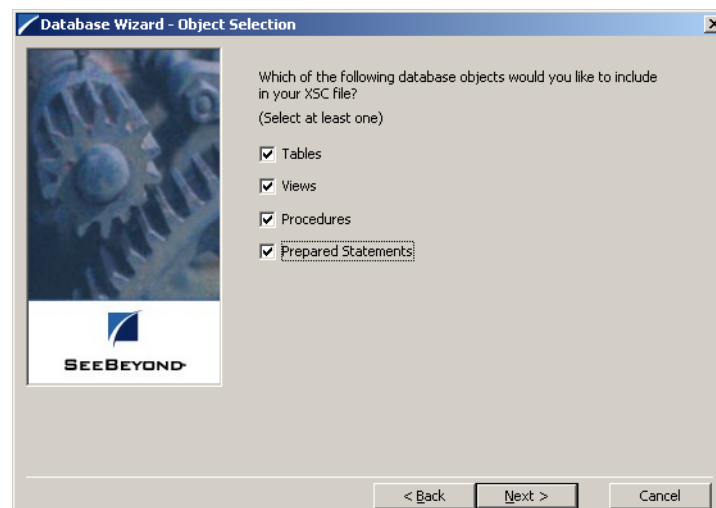 Database Wizard - Object Selection
Which of the following database objects would you like to include
in your XSC file?
(Select at least one)
Tables
Views
Procedures
Prepared Statements
SEEBEYOND
< Back
Next >
Cancel